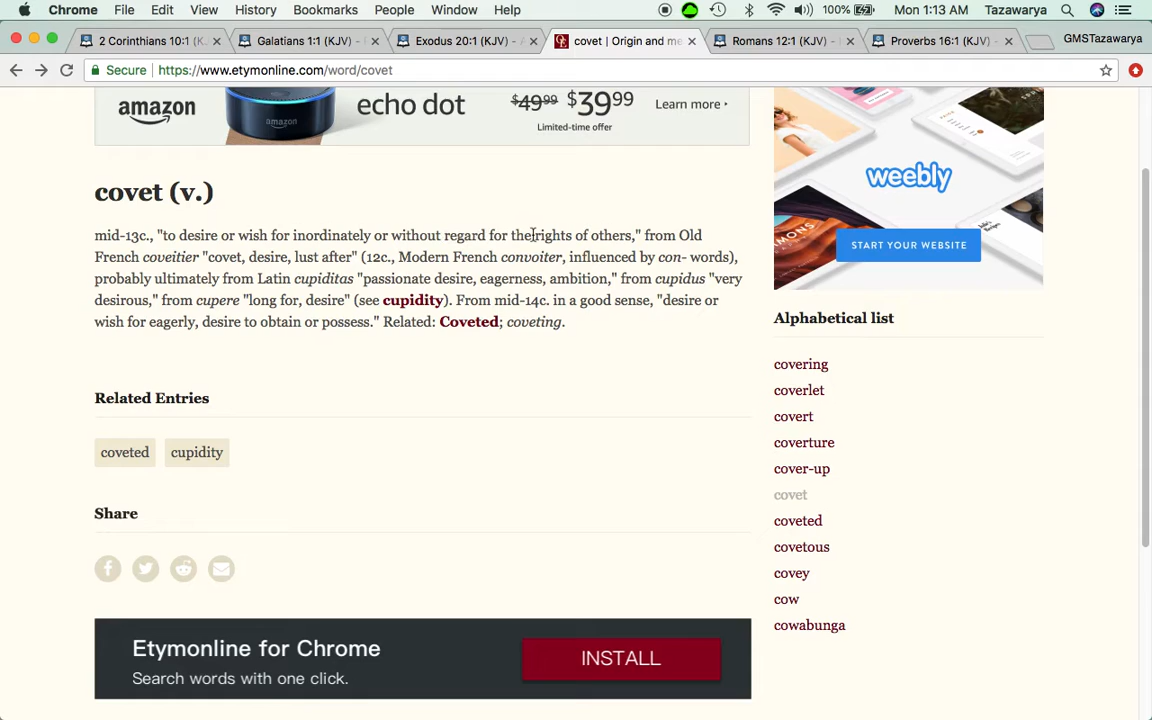 Chrome File Edit View History Bookmarks People Window Help 100% Mon 1:13 AM Tazawarya
2 Corinthians 10:1 (KJV) - Galatians 1:1 (KJV) - Exodus 20:1 (KJV) - covet | Origin and me Romans 12:1 (KJV) - Proverbs 16:1 (KJV) - GMSTazawarya
Secure https://www.etymonline.com/word/covet
amazon amazon echo dot $49.99 $39.99 Learn more
Limited-time offer
weebly
START YOUR WEBSITE
covet (v.)
mid-13c., "to desire or wish for inordinately or without regard for the rights of others," from Old
French coveitier "covet, desire, lust after" (12c., Modern French convoiter, influenced by con- words),
probably ultimately from Latin cupiditas "passionate desire, eagerness, ambition," from cupidus "very
desirous," from cupere "long for, desire" (see cupidity). From mid-14c. in a good sense, "desire or
wish for eagerly, desire to obtain or possess." Related: Coveted; coveting.
Related Entries
coveted cupidity
Share
Etymonline for Chrome
Search words with one click.
INSTALL
Alphabetical list
covering
coverlet
covert
coverture
cover-up
covet
coveted
covetous
covey
cow
cowabunga